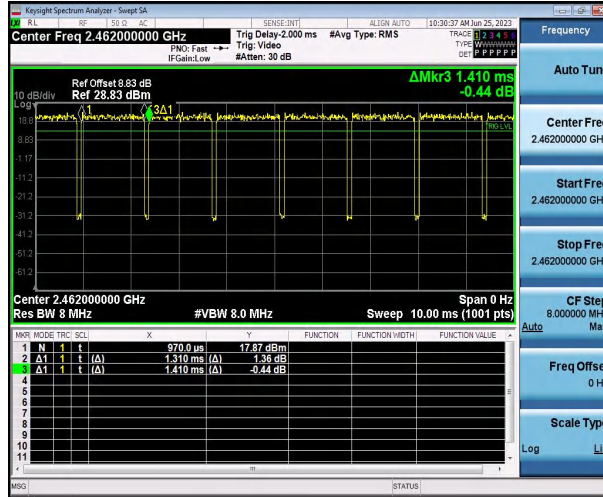 Keysight Spectrum Analyzer - Swept SA
RL RF 50 Ω AC SENSE:INT ALIGN AUTO 10:30:37 AM Jun 25, 2023
Center Freq 2.462000000 GHz
PNO: Fast
IFGain:Low
Trig Delay-2.000 ms
Trig: Video
#Atten: 30 dB
#Avg Type: RMS
TRACE 1 2 3 4 5 6
TYPE WWWWWW
DET P P P P P
Frequency
Auto Tun
Ref Offset 8.83 dB
Ref 28.83 dBm
ΔMkr3 1.410 ms
-0.44 dB
10 dB/div
Log
1
3Δ1
18.8
RIG LVL
8.83
-1.17
-11.2
-21.2
-31.2
-41.2
-51.2
-61.2
Center Fre
2.462000000 GH
Start Fre
2.462000000 GH
Stop Fre
2.462000000 GH
Center 2.462000000 GHz
Span 0 Hz
Res BW 8 MHz
#VBW 8.0 MHz
Sweep 10.00 ms (1001 pts)
CF Step
8.000000 MH
Auto Ma
MKR MODE TRC SCL X Y FUNCTION FUNCTION WIDTH FUNCTION VALUE
1 N 1 t 970.0 µs 17.87 dBm
2 Δ1 1 t (Δ) 1.310 ms (Δ) 1.36 dB
3 Δ1 1 t (Δ) 1.410 ms (Δ) -0.44 dB
4
5
6
7
8
9
10
11
Freq Offse
0 H
Scale Type
Log Li
MSG
STATUS